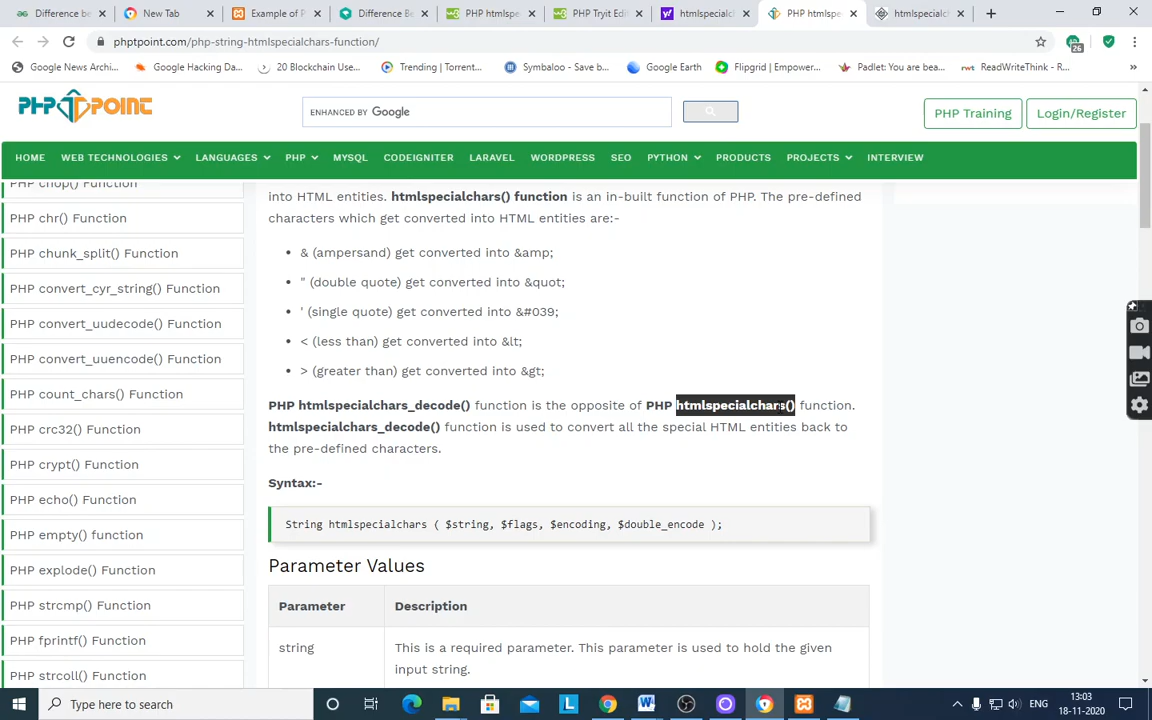 Difference be
New Tab
Example of P
Difference Be
PHP htmlspe
PHP Tryit Edi
htmlspecialch
PHP htmlspe
htmlspecialch
phptpoint.com/php-string-htmlspecialchars-function/
26
Google News Archi...
Google Hacking Da...
20 Blockchain Use...
Trending | Torrent...
Symbaloo - Save b...
Google Earth
Flipgrid | Empower...
Padlet: You are bea...
rwt ReadWriteThink - R...
PHPTPOINT
ENHANCED BY Google
PHP Training
Login/Register
HOME
WEB TECHNOLOGIES
LANGUAGES
PHP
MYSQL
CODEIGNITER
LARAVEL
WORDPRESS
SEO
PYTHON
PRODUCTS
PROJECTS
INTERVIEW
PHP chop() Function
PHP chr() Function
PHP chunk_split() Function
PHP convert_cyr_string() Function
PHP convert_uudecode() Function
PHP convert_uuencode() Function
PHP count_chars() Function
PHP crc32() Function
PHP crypt() Function
PHP echo() Function
PHP empty() function
PHP explode() Function
PHP strcmp() Function
PHP fprintf() Function
PHP strcoll() Function
into HTML entities. htmlspecialchars() function is an in-built function of PHP. The pre-defined
characters which get converted into HTML entities are:-
• & (ampersand) get converted into &amp;
• " (double quote) get converted into &quot;
• ' (single quote) get converted into &#039;
• < (less than) get converted into &lt;
• > (greater than) get converted into &gt;
PHP htmlspecialchars_decode() function is the opposite of PHP htmlspecialchars() function.
htmlspecialchars_decode() function is used to convert all the special HTML entities back to
the pre-defined characters.
Syntax:-
String htmlspecialchars ( $string, $flags, $encoding, $double_encode );
Parameter Values
Parameter
Description
string
This is a required parameter. This parameter is used to hold the given
input string.
Type here to search
ENG
13:03
18-11-2020